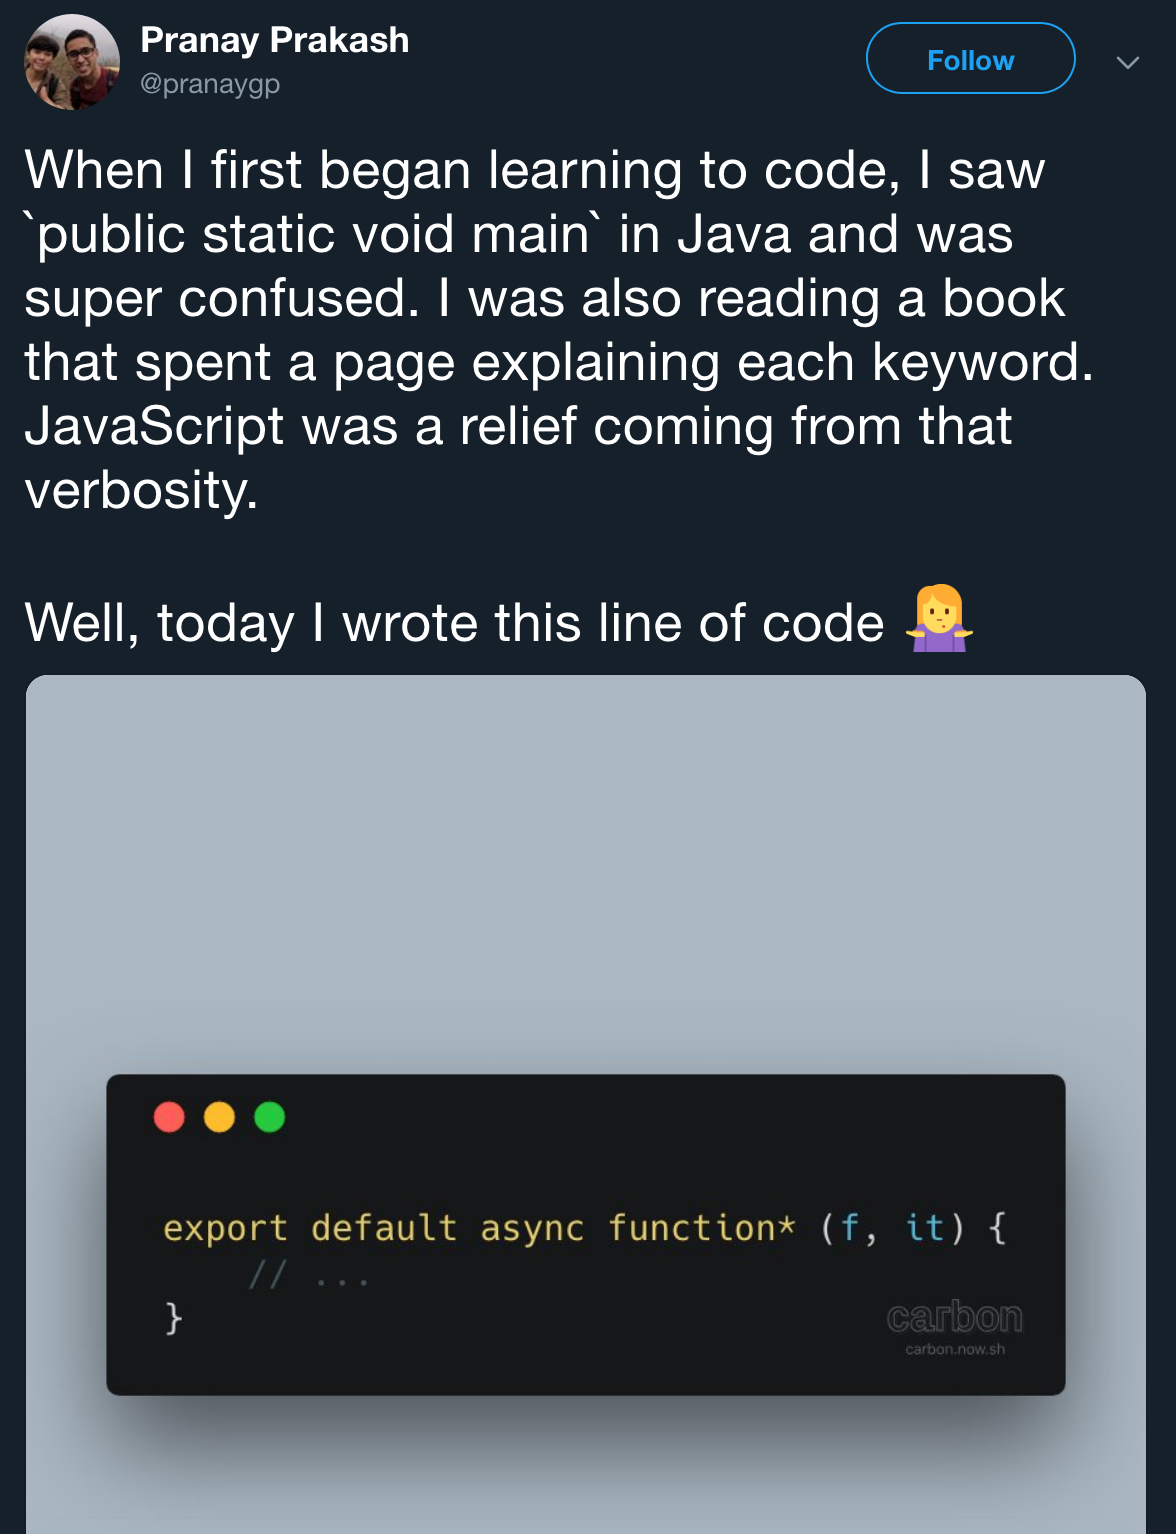 Pranay Prakash
@pranaygp
Follow
When I first began learning to code, I saw
`public static void main` in Java and was
super confused. I was also reading a book
that spent a page explaining each keyword.
JavaScript was a relief coming from that
verbosity.
Well, today I wrote this line of code 🤷‍♀️
export default async function* (f, it) {
// ...
}
carbon
carbon.now.sh